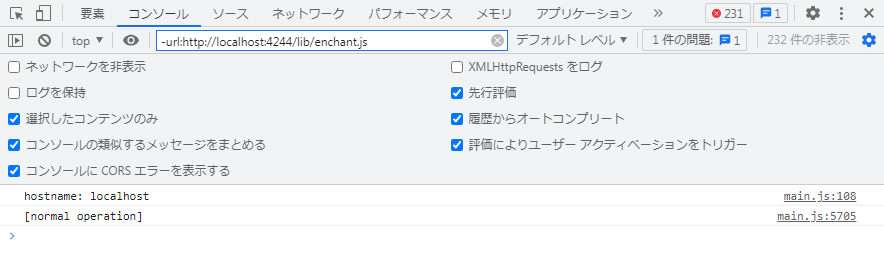 要素 コンソール ソース ネットワーク パフォーマンス メモリ アプリケーション » 231 1
top ▼ -url:http://localhost:4244/lib/enchant.js デフォルト レベル ▼ 1 件の問題: 1 232 件の非表示
ネットワークを非表示 XMLHttpRequests をログ
ログを保持 先行評価
選択したコンテンツのみ 履歴からオートコンプリート
コンソールの類似するメッセージをまとめる 評価によりユーザー アクティベーションをトリガー
コンソールに CORS エラーを表示する
hostname: localhost main.js:108
[normal operation] main.js:5705
>